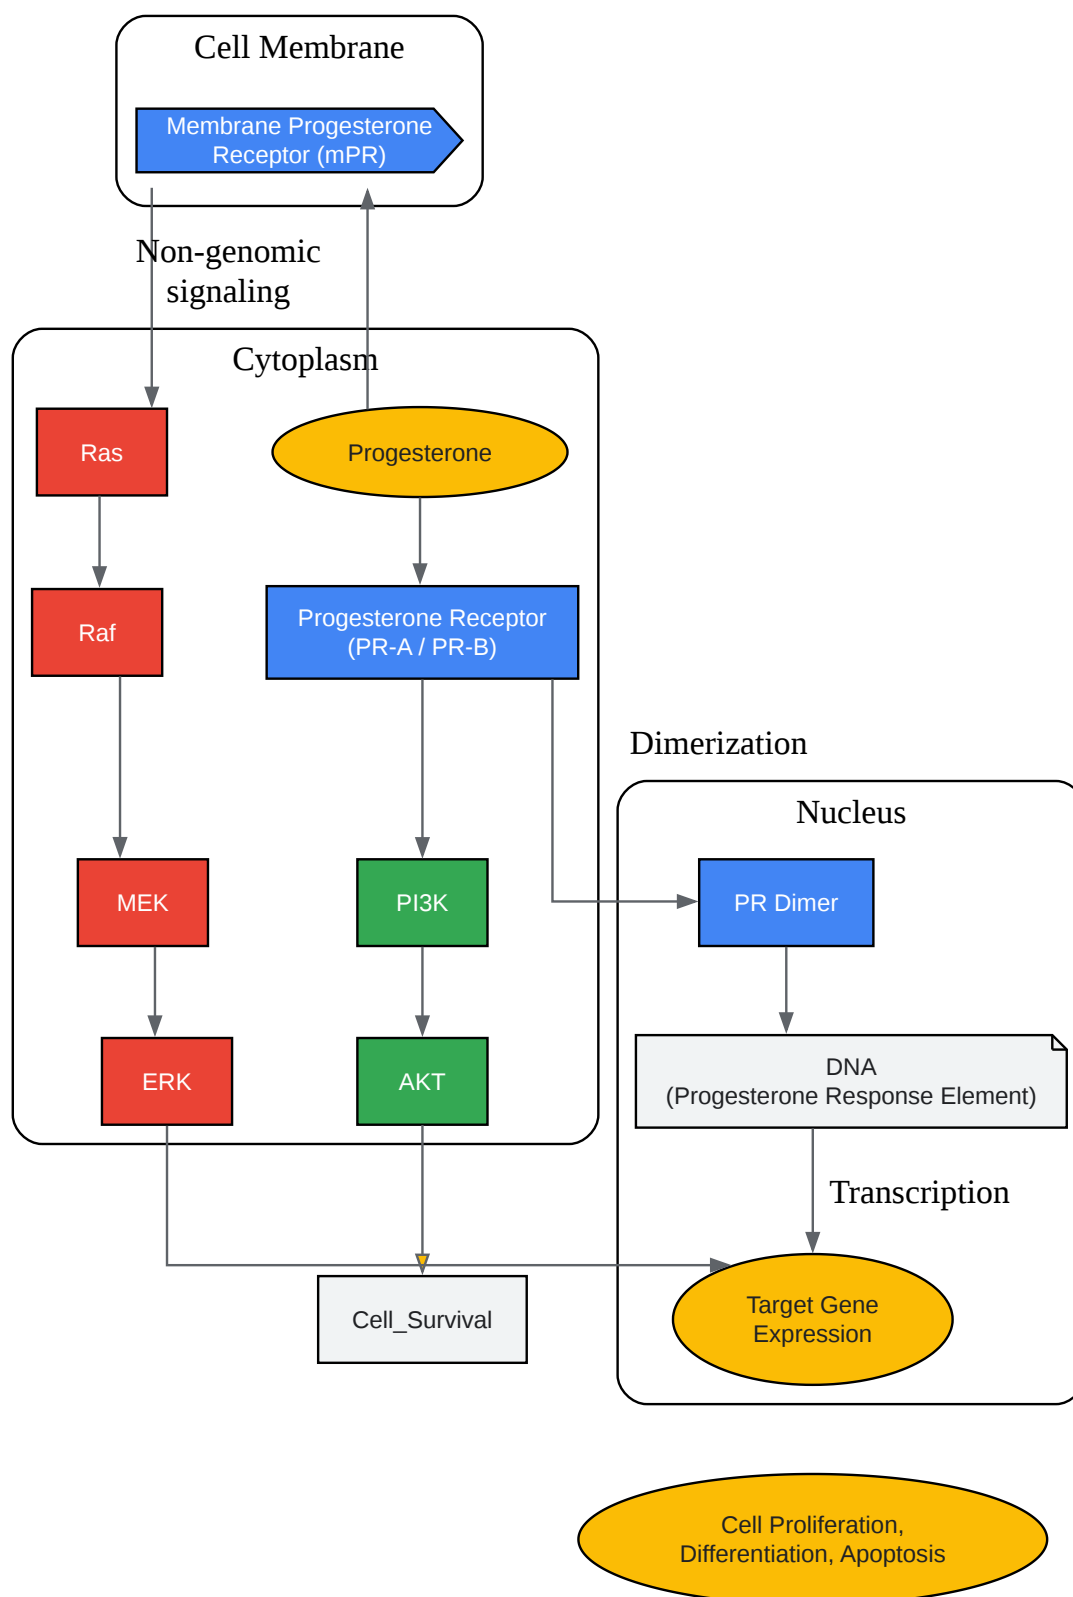 Cell Membrane
Membrane Progesterone
Receptor (mPR)
Non-genomic
signaling
Cytoplasm
Ras
Progesterone
Raf
Progesterone Receptor
(PR-A / PR-B)
Dimerization
Nucleus
MEK
PI3K
PR Dimer
ERK
AKT
DNA
(Progesterone Response Element)
Transcription
Cell_Survival
Target Gene
Expression
Cell Proliferation,
Differentiation, Apoptosis